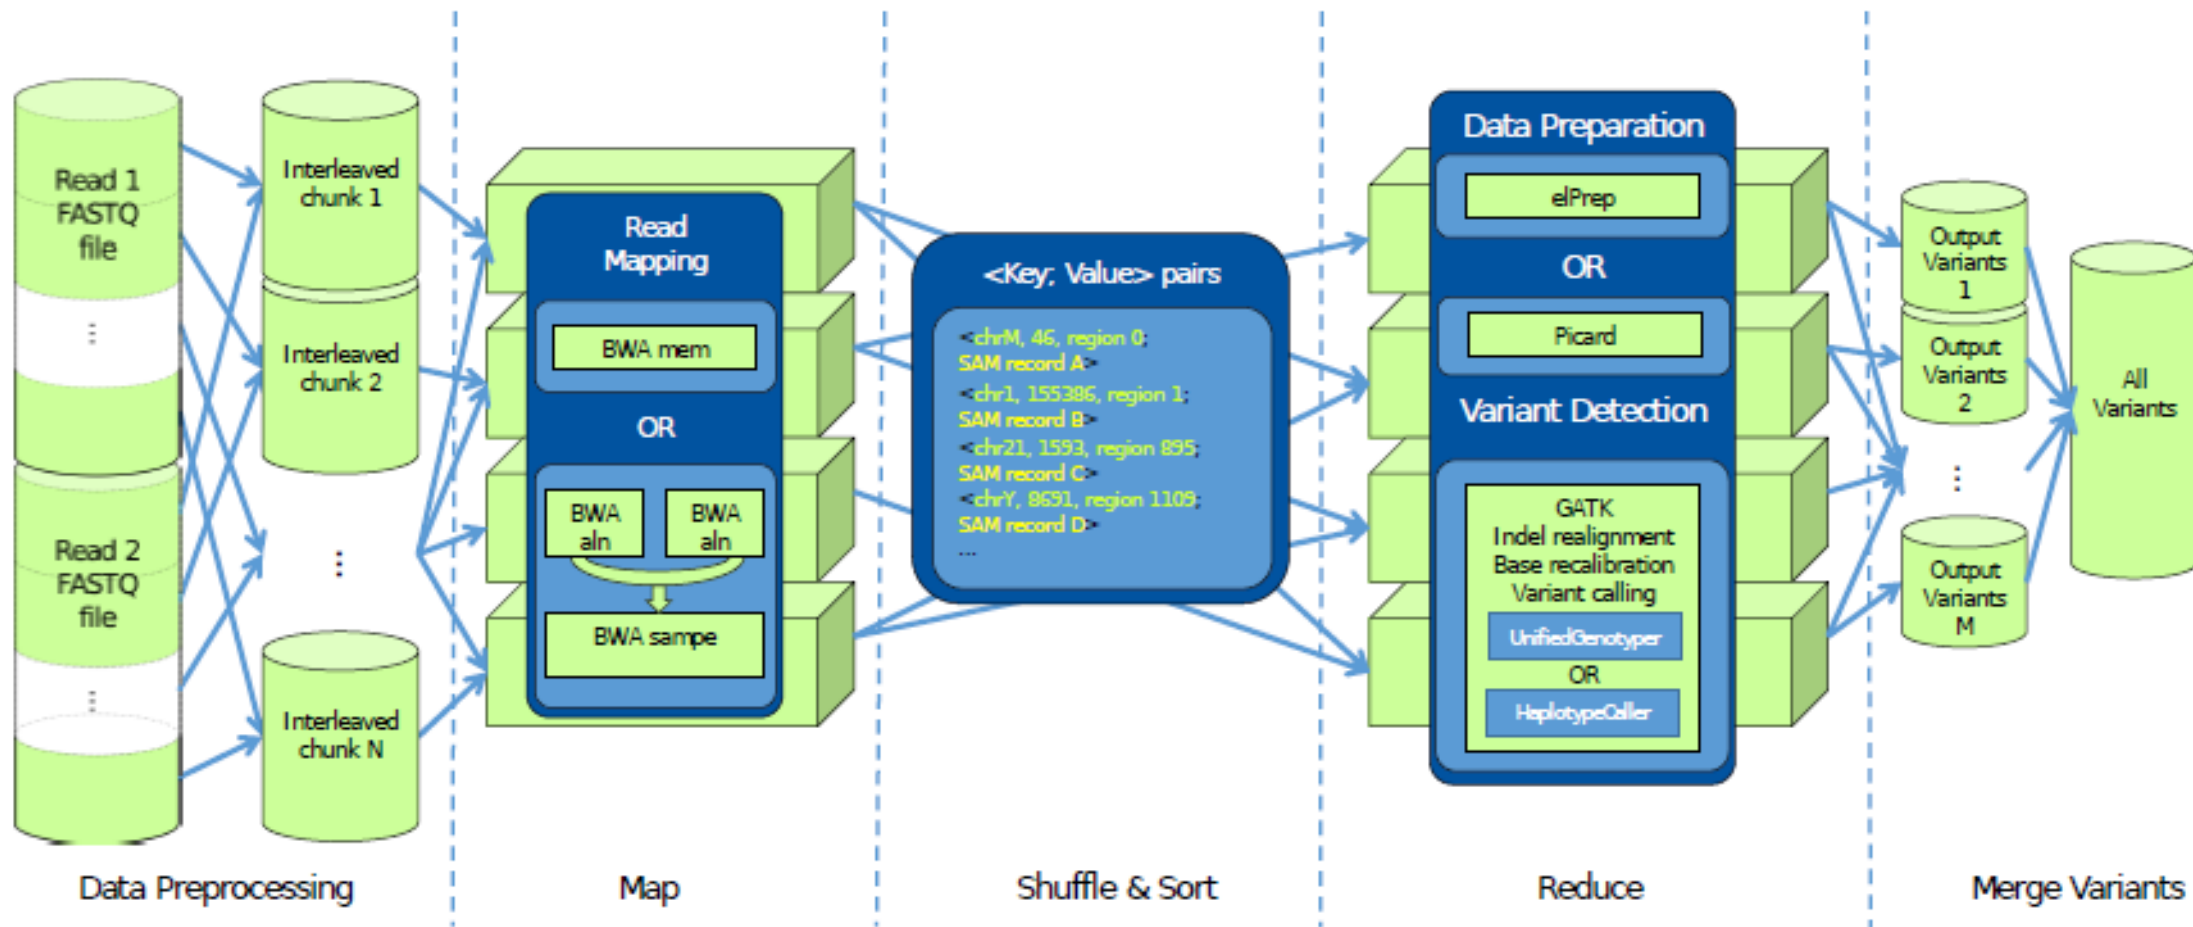 Read 1
FASTQ
file
...
Read 2
FASTQ
file
...
Interleaved
chunk 1
Interleaved
chunk 2
...
Interleaved
chunk N
Data Preprocessing
Read
Mapping
BWA mem
OR
BWA
aln
BWA
aln
BWA sampe
Map
<Key; Value> pairs
<chrM, 46, region 0;
SAM record A>
<chr1, 155386, region 1;
SAM record B>
<chr21, 1593, region 895;
SAM record C>
<chrY, 8691, region 1109;
SAM record D>
...
Shuffle & Sort
Data Preparation
elPrep
OR
Picard
Variant Detection
GATK
Indel realignment
Base recalibration
Variant calling
UnifiedGenotyper
OR
HaplotypeCaller
Reduce
Output
Variants
1
Output
Variants
2
...
Output
Variants
M
All
Variants
Merge Variants